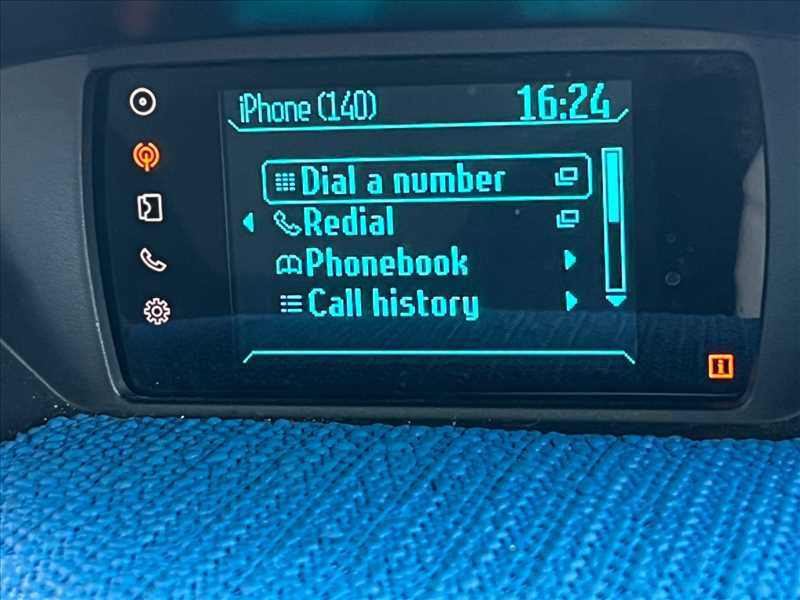 iPhone (140) 16:24
Dial a number
Redial
Phonebook
Call history
i